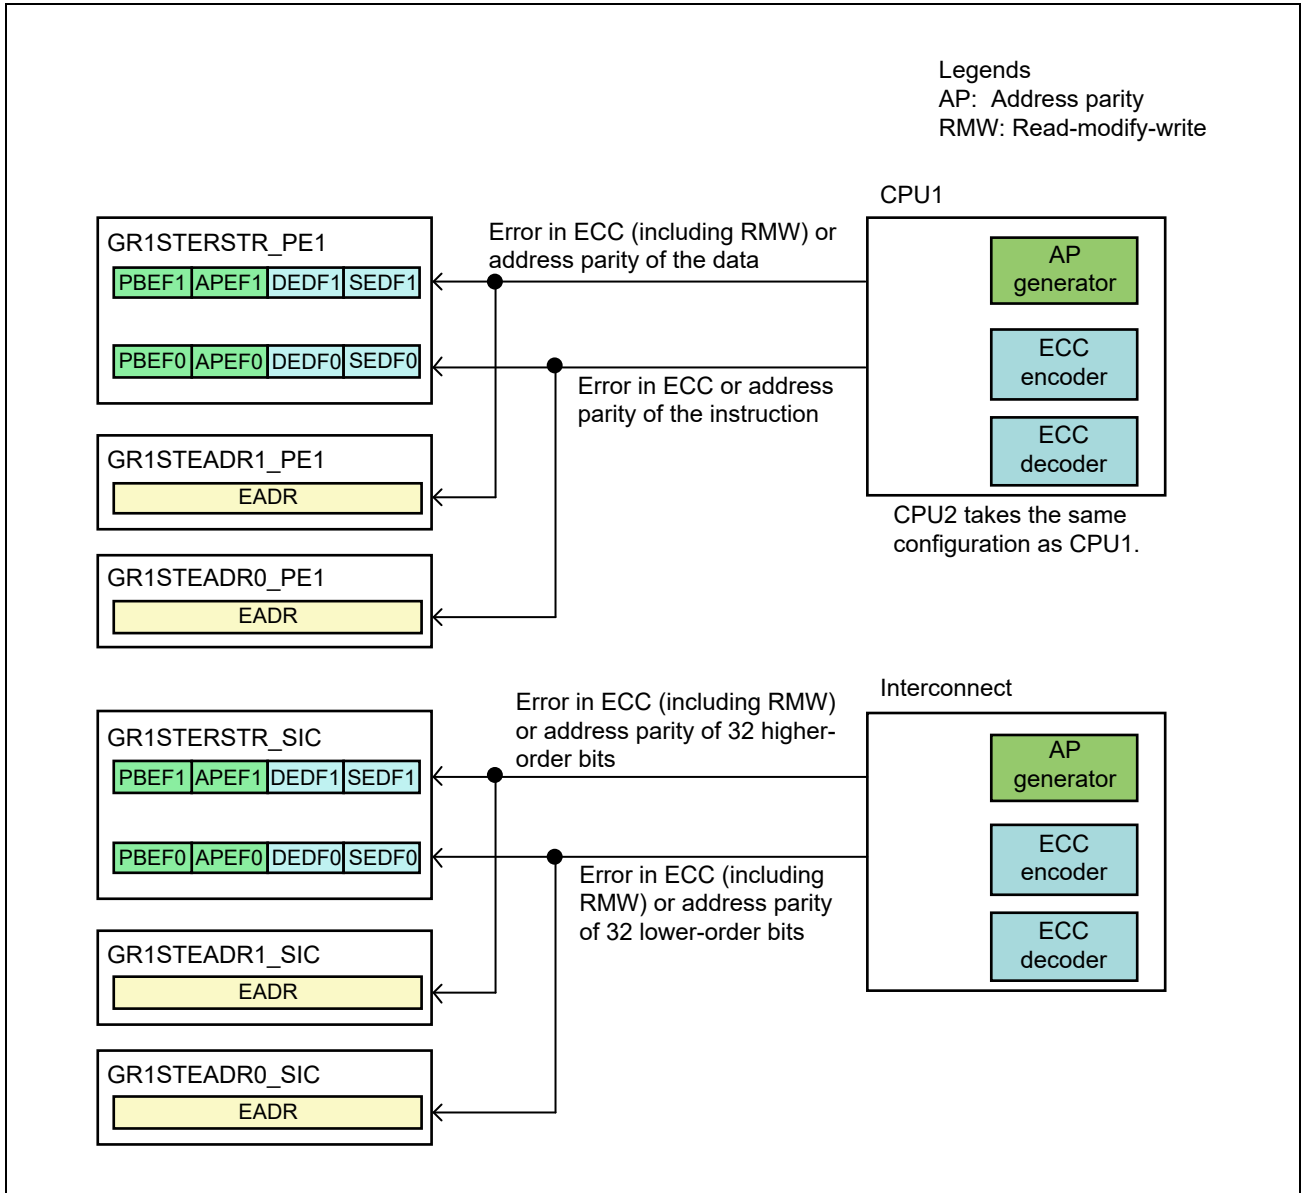 Legends
AP: Address parity
RMW: Read-modify-write
CPU1
GR1STERSTR_PE1
PBEF1 APEF1 DEDF1 SEDF1
PBEF0 APEF0 DEDF0 SEDF0
Error in ECC (including RMW) or
address parity of the data
Error in ECC or address
parity of the instruction
AP
generator
ECC
encoder
ECC
decoder
GR1STEADR1_PE1
EADR
CPU2 takes the same
configuration as CPU1.
GR1STEADR0_PE1
EADR
Interconnect
GR1STERSTR_SIC
PBEF1 APEF1 DEDF1 SEDF1
PBEF0 APEF0 DEDF0 SEDF0
Error in ECC (including RMW)
or address parity of 32 higher-
order bits
Error in ECC (including
RMW) or address parity
of 32 lower-order bits
AP
generator
ECC
encoder
ECC
decoder
GR1STEADR1_SIC
EADR
GR1STEADR0_SIC
EADR